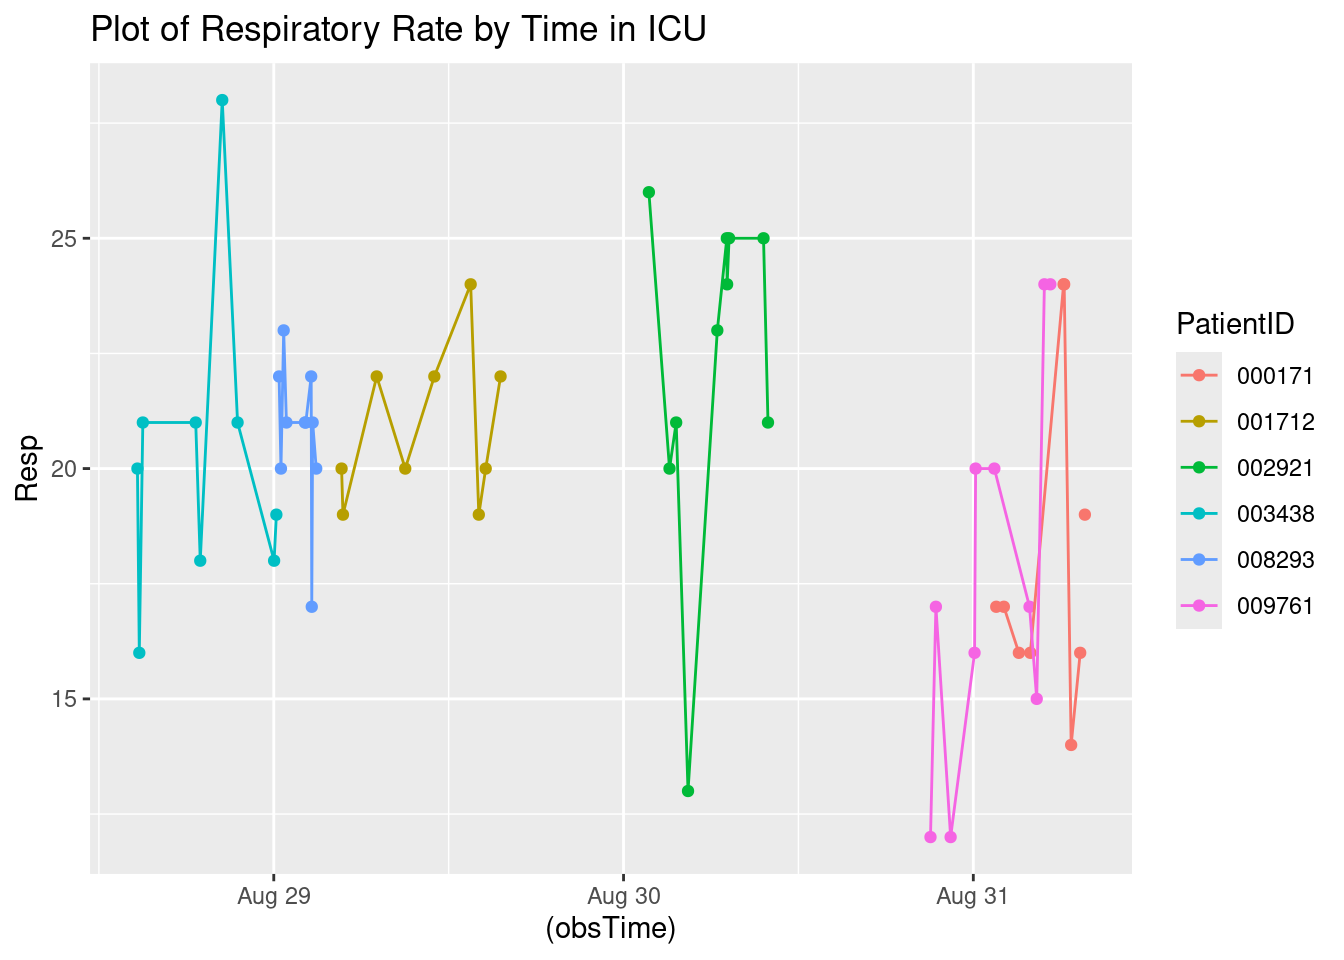 Plot of Respiratory Rate by Time in ICU
25
20
15
Resp
Aug 29
Aug 30
Aug 31
(obsTime)
PatientID
000171
001712
002921
003438
008293
009761